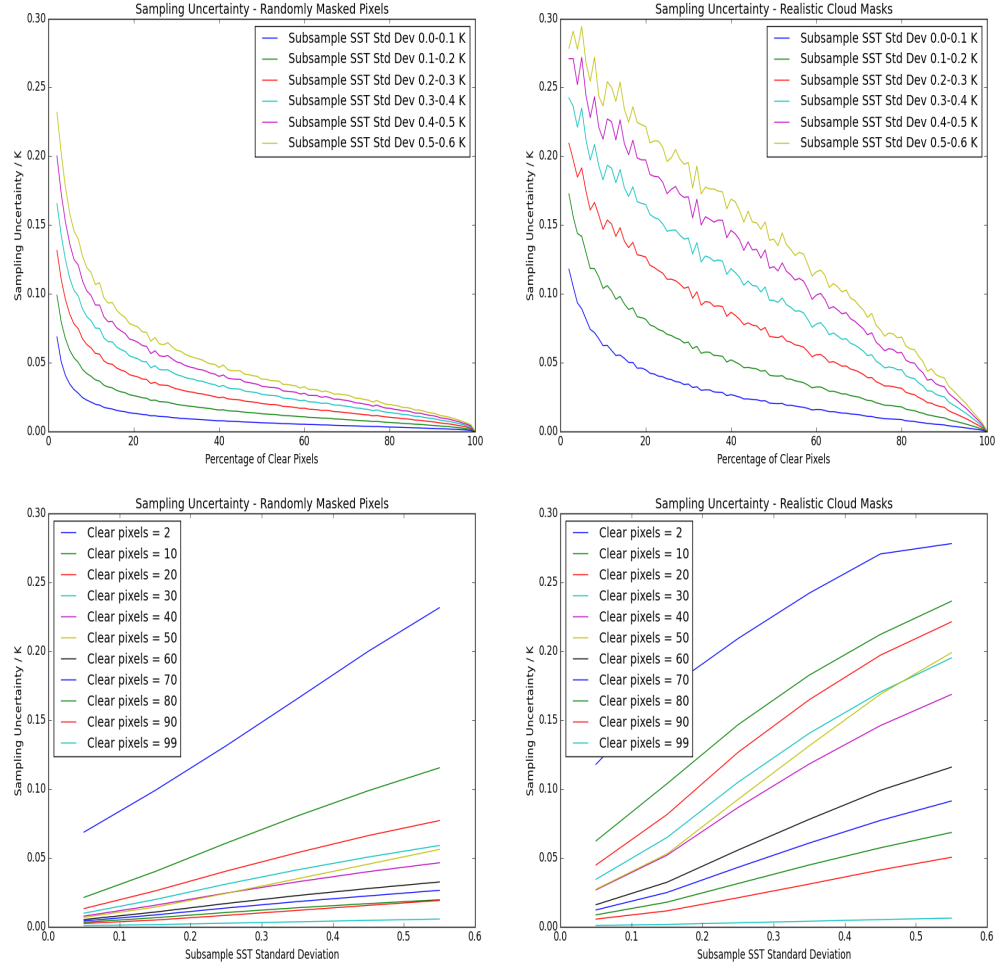 Sampling Uncertainty - Randomly Masked Pixels
Sampling Uncertainty / K
0.30
0.25
0.20
0.15
0.10
0.05
0.00
Subsample SST Std Dev 0.0-0.1 K
Subsample SST Std Dev 0.1-0.2 K
Subsample SST Std Dev 0.2-0.3 K
Subsample SST Std Dev 0.3-0.4 K
Subsample SST Std Dev 0.4-0.5 K
Subsample SST Std Dev 0.5-0.6 K
0 20 40 60 80 100
Percentage of Clear Pixels
Sampling Uncertainty - Realistic Cloud Masks
Sampling Uncertainty / K
0.30
0.25
0.20
0.15
0.10
0.05
0.00
Subsample SST Std Dev 0.0-0.1 K
Subsample SST Std Dev 0.1-0.2 K
Subsample SST Std Dev 0.2-0.3 K
Subsample SST Std Dev 0.3-0.4 K
Subsample SST Std Dev 0.4-0.5 K
Subsample SST Std Dev 0.5-0.6 K
0 20 40 60 80 100
Percentage of Clear Pixels
Sampling Uncertainty - Randomly Masked Pixels
Sampling Uncertainty / K
0.30
0.25
0.20
0.15
0.10
0.05
0.00
Clear pixels = 2
Clear pixels = 10
Clear pixels = 20
Clear pixels = 30
Clear pixels = 40
Clear pixels = 50
Clear pixels = 60
Clear pixels = 70
Clear pixels = 80
Clear pixels = 90
Clear pixels = 99
0.0 0.1 0.2 0.3 0.4 0.5 0.6
Subsample SST Standard Deviation
Sampling Uncertainty - Realistic Cloud Masks
Sampling Uncertainty / K
0.30
0.25
0.20
0.15
0.10
0.05
0.00
Clear pixels = 2
Clear pixels = 10
Clear pixels = 20
Clear pixels = 30
Clear pixels = 40
Clear pixels = 50
Clear pixels = 60
Clear pixels = 70
Clear pixels = 80
Clear pixels = 90
Clear pixels = 99
0.0 0.1 0.2 0.3 0.4 0.5 0.6
Subsample SST Standard Deviation